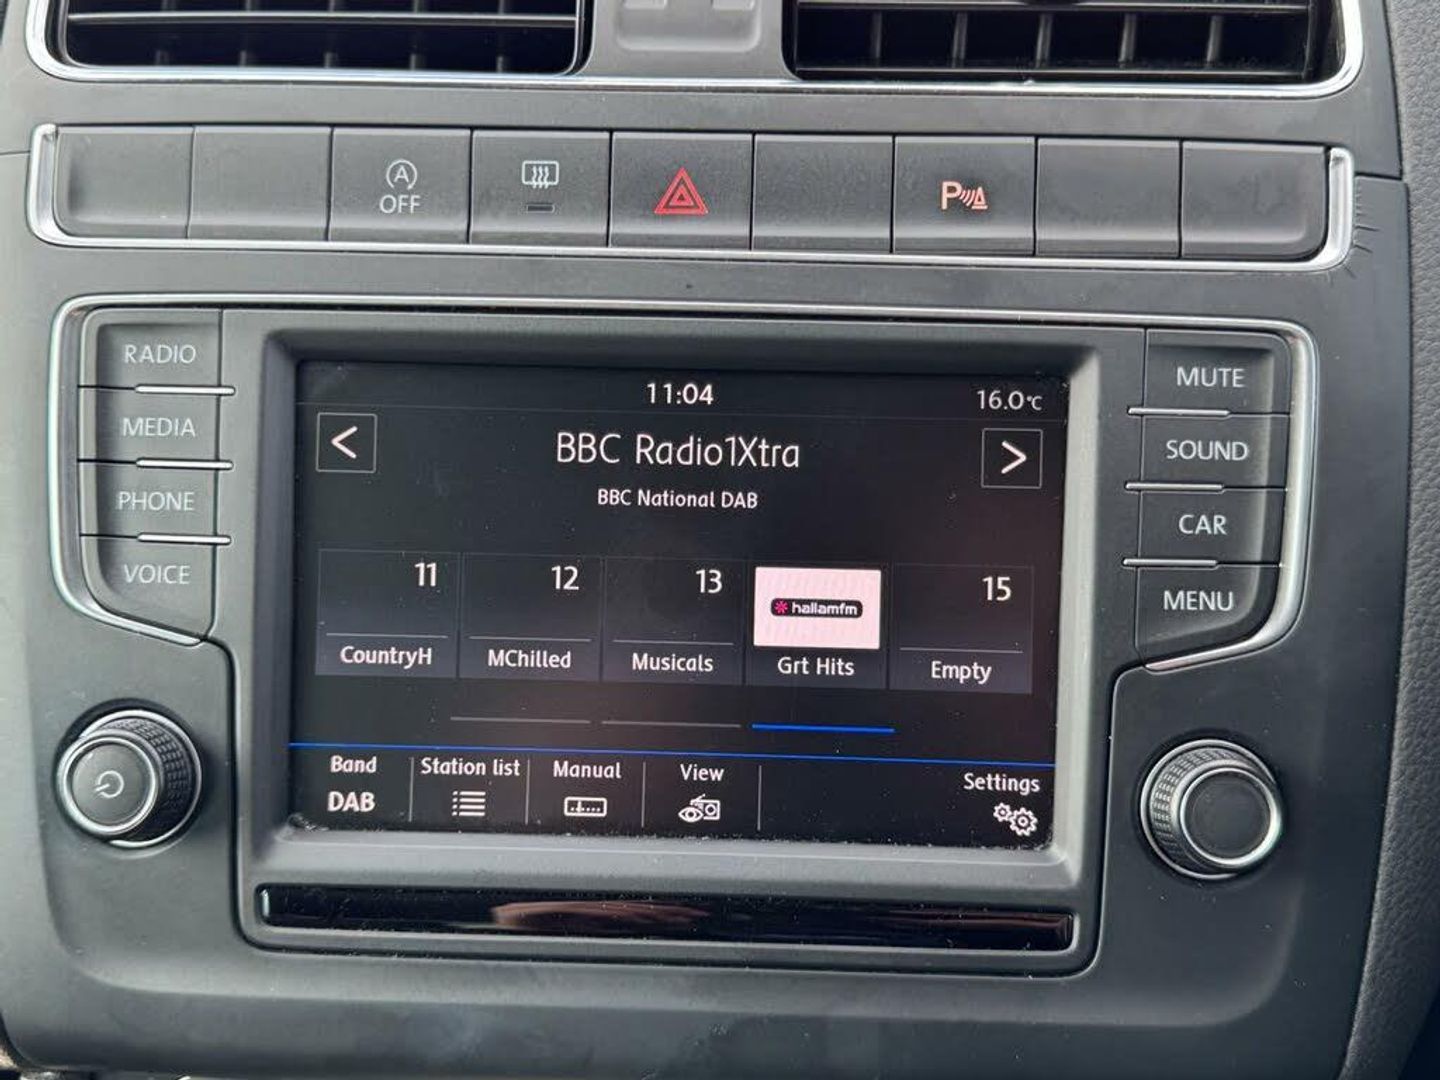 A
OFF
P
RADIO
MEDIA
PHONE
VOICE
MUTE
SOUND
CAR
MENU
11:04
16.0°C
<
BBC Radio1Xtra
>
BBC National DAB
11
12
13
hallamfm
15
CountryH
MChilled
Musicals
Grt Hits
Empty
Band
DAB
Station list
Manual
View
Settings